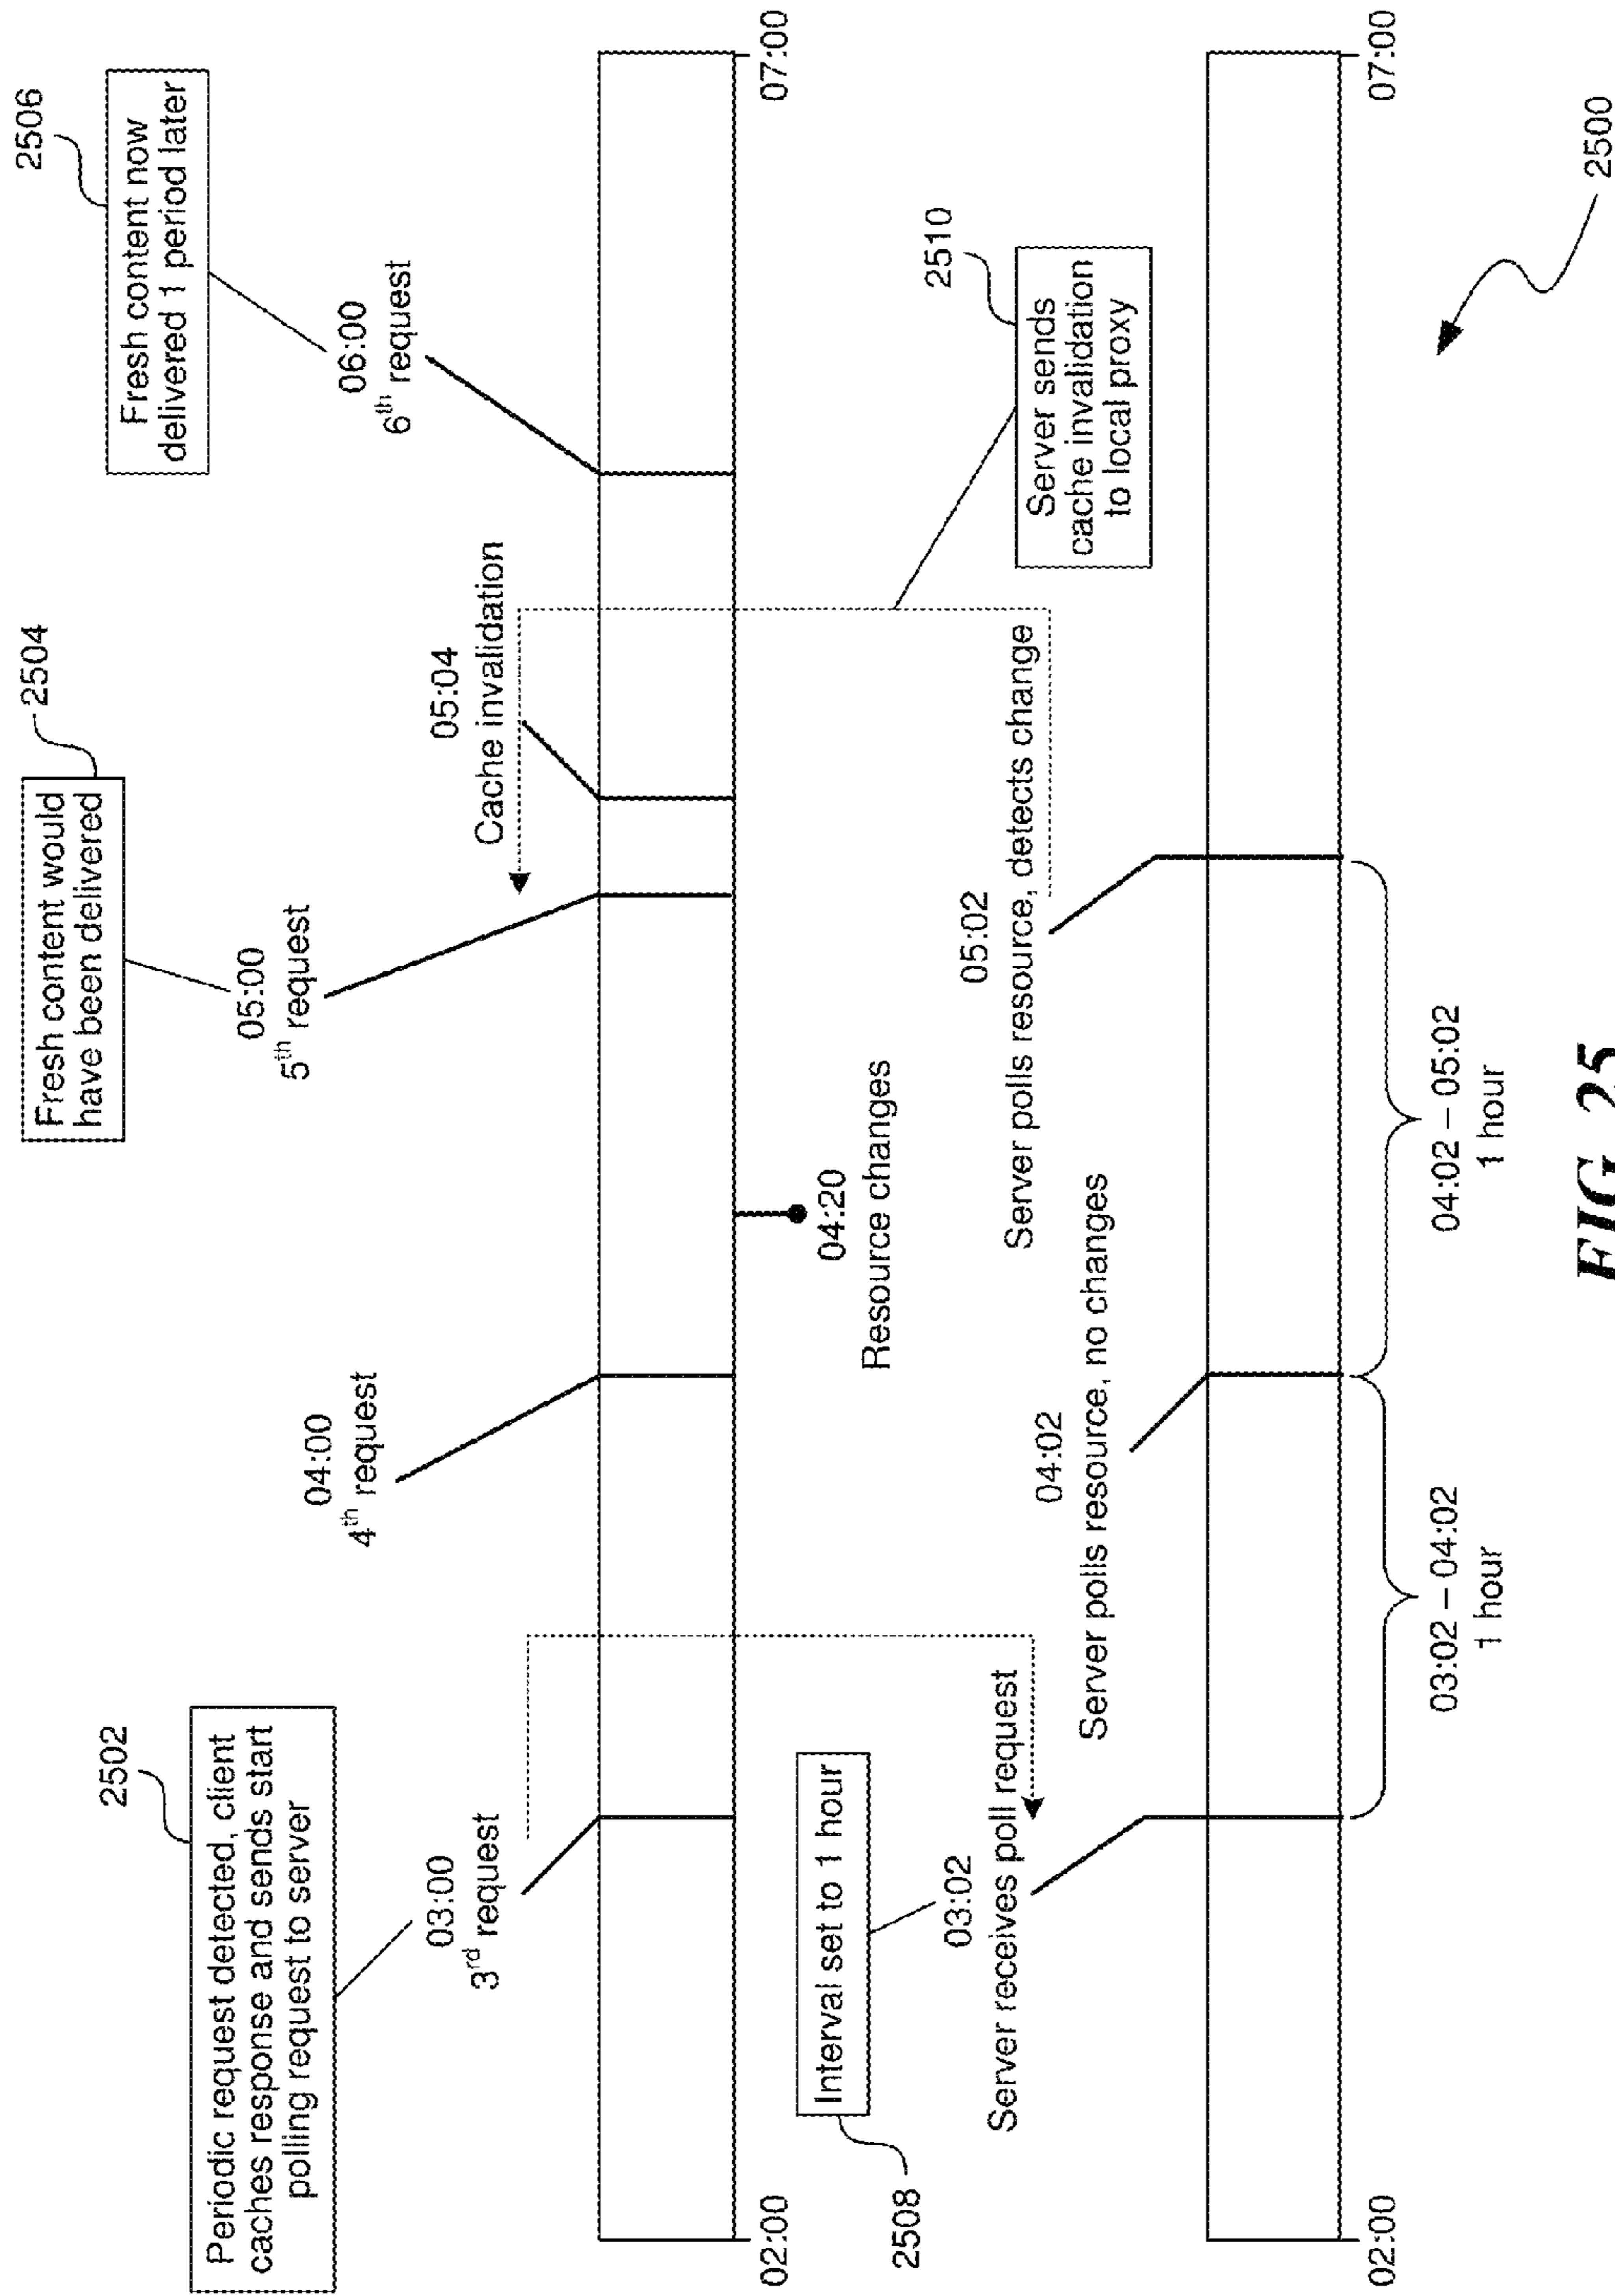 2502
Periodic request detected, client
caches response and sends start
polling request to server
2504
Fresh content would
have been delivered
2506
Fresh content now
delivered 1 period later
03:00
3rd request
04:00
4th request
05:00
5th request
05:04
Cache invalidation
06:00
6th request
02:00
07:00
04:20
Resource changes
2508
Interval set to 1 hour
03:02
Server receives poll request
04:02
Server polls resource, no changes
05:02
Server polls resource, detects change
2510
Server sends
cache invalidation
to local proxy
02:00
07:00
03:02 – 04:02
1 hour
04:02 – 05:02
1 hour
2500
FIG. 25